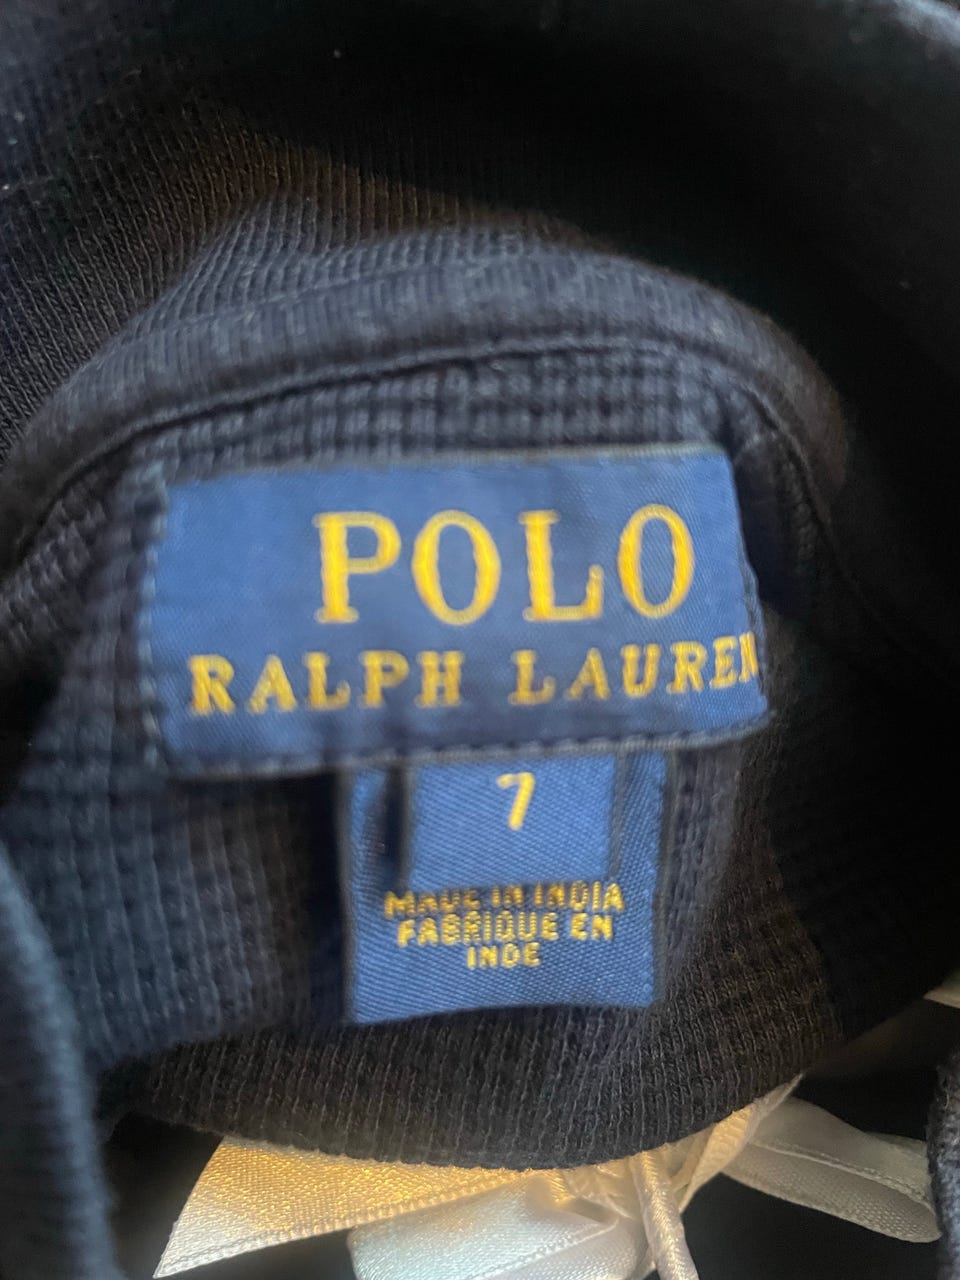 POLO
RALPH LAUREN
7
MADE IN INDIA
FABRIQUE EN
INDE